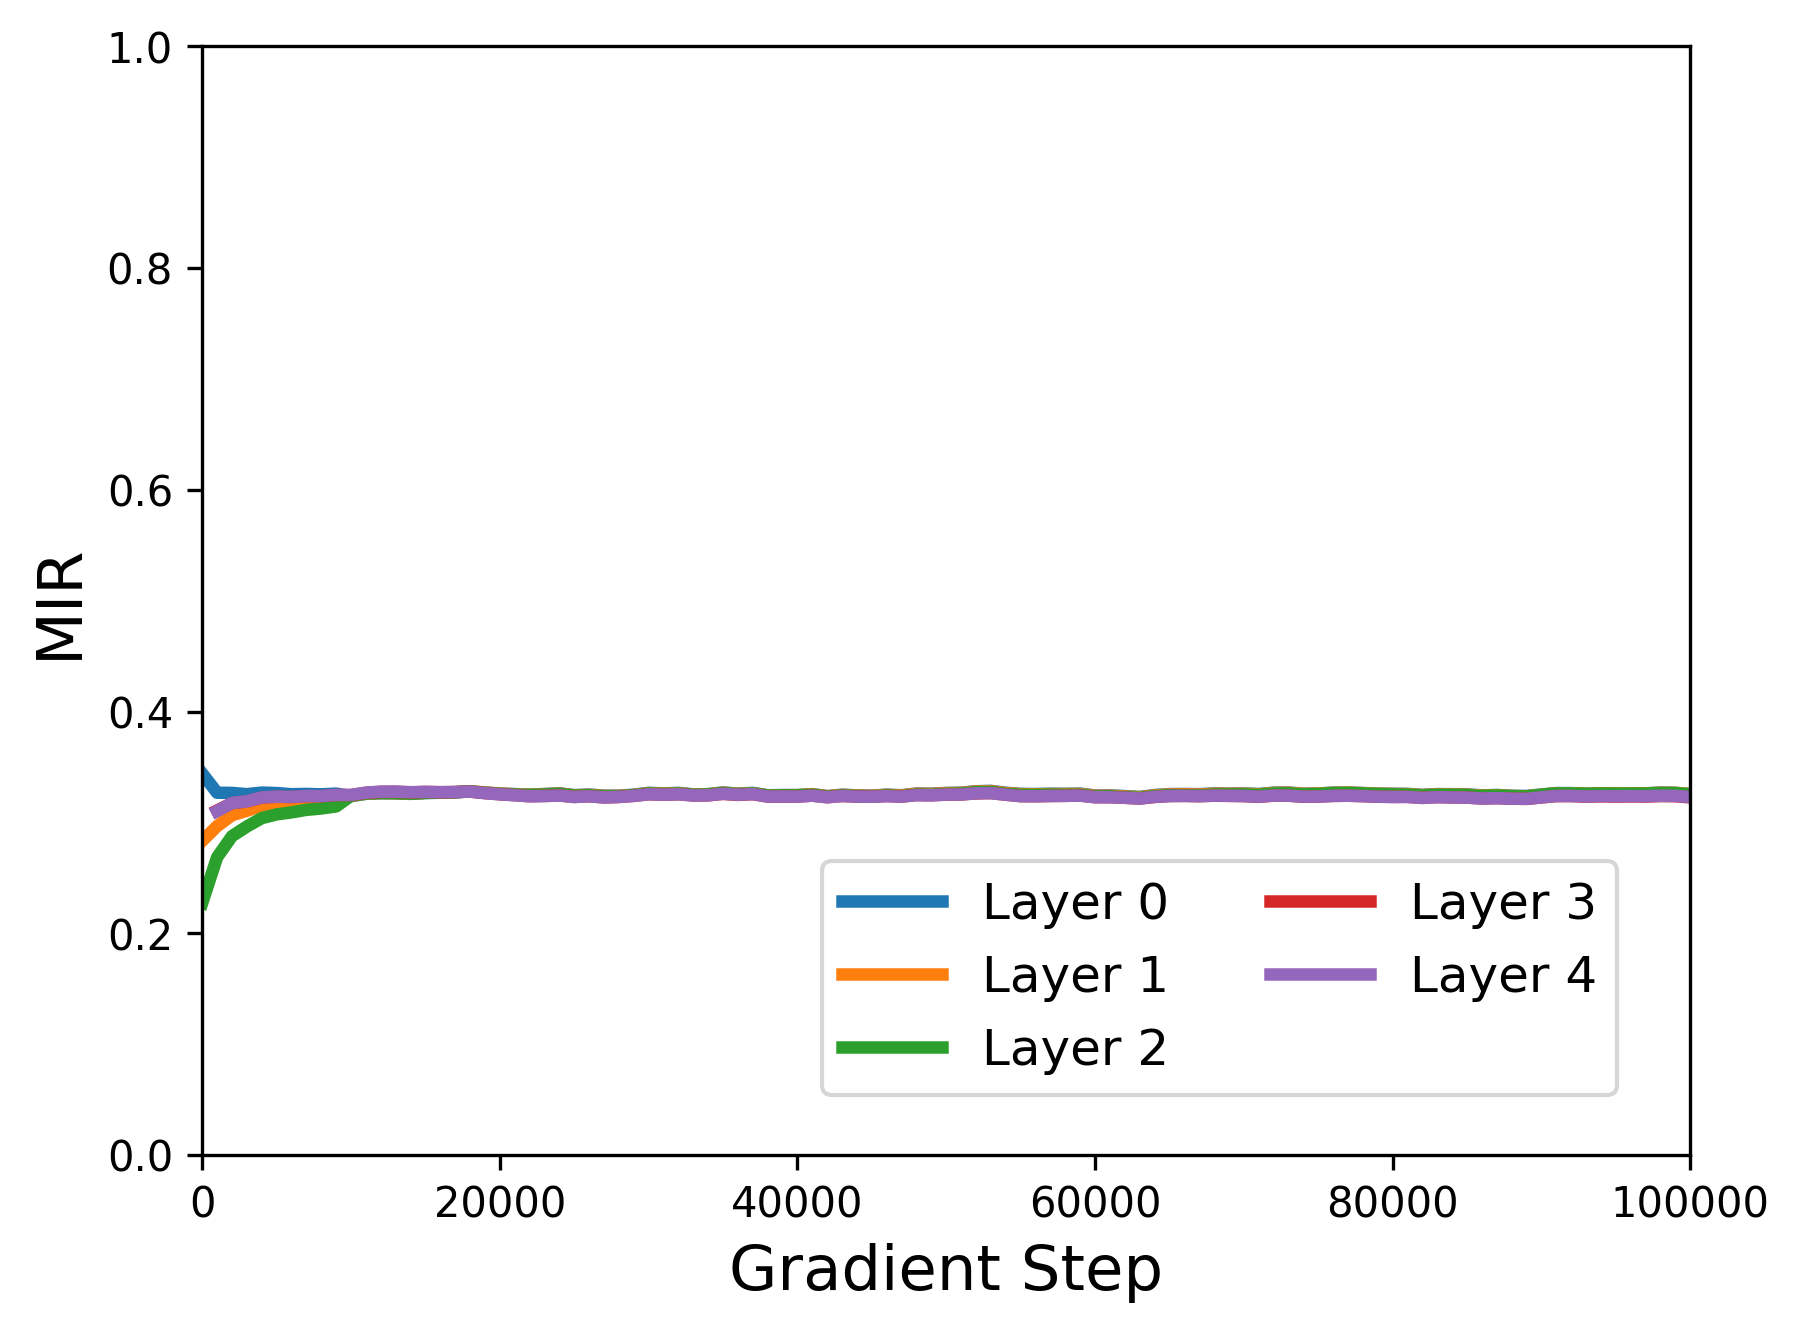 1.0
0.8
0.6
0.4
0.2
0.0
MIR
Layer 0
Layer 1
Layer 2
Layer 3
Layer 4
0 20000 40000 60000 80000 100000
Gradient Step